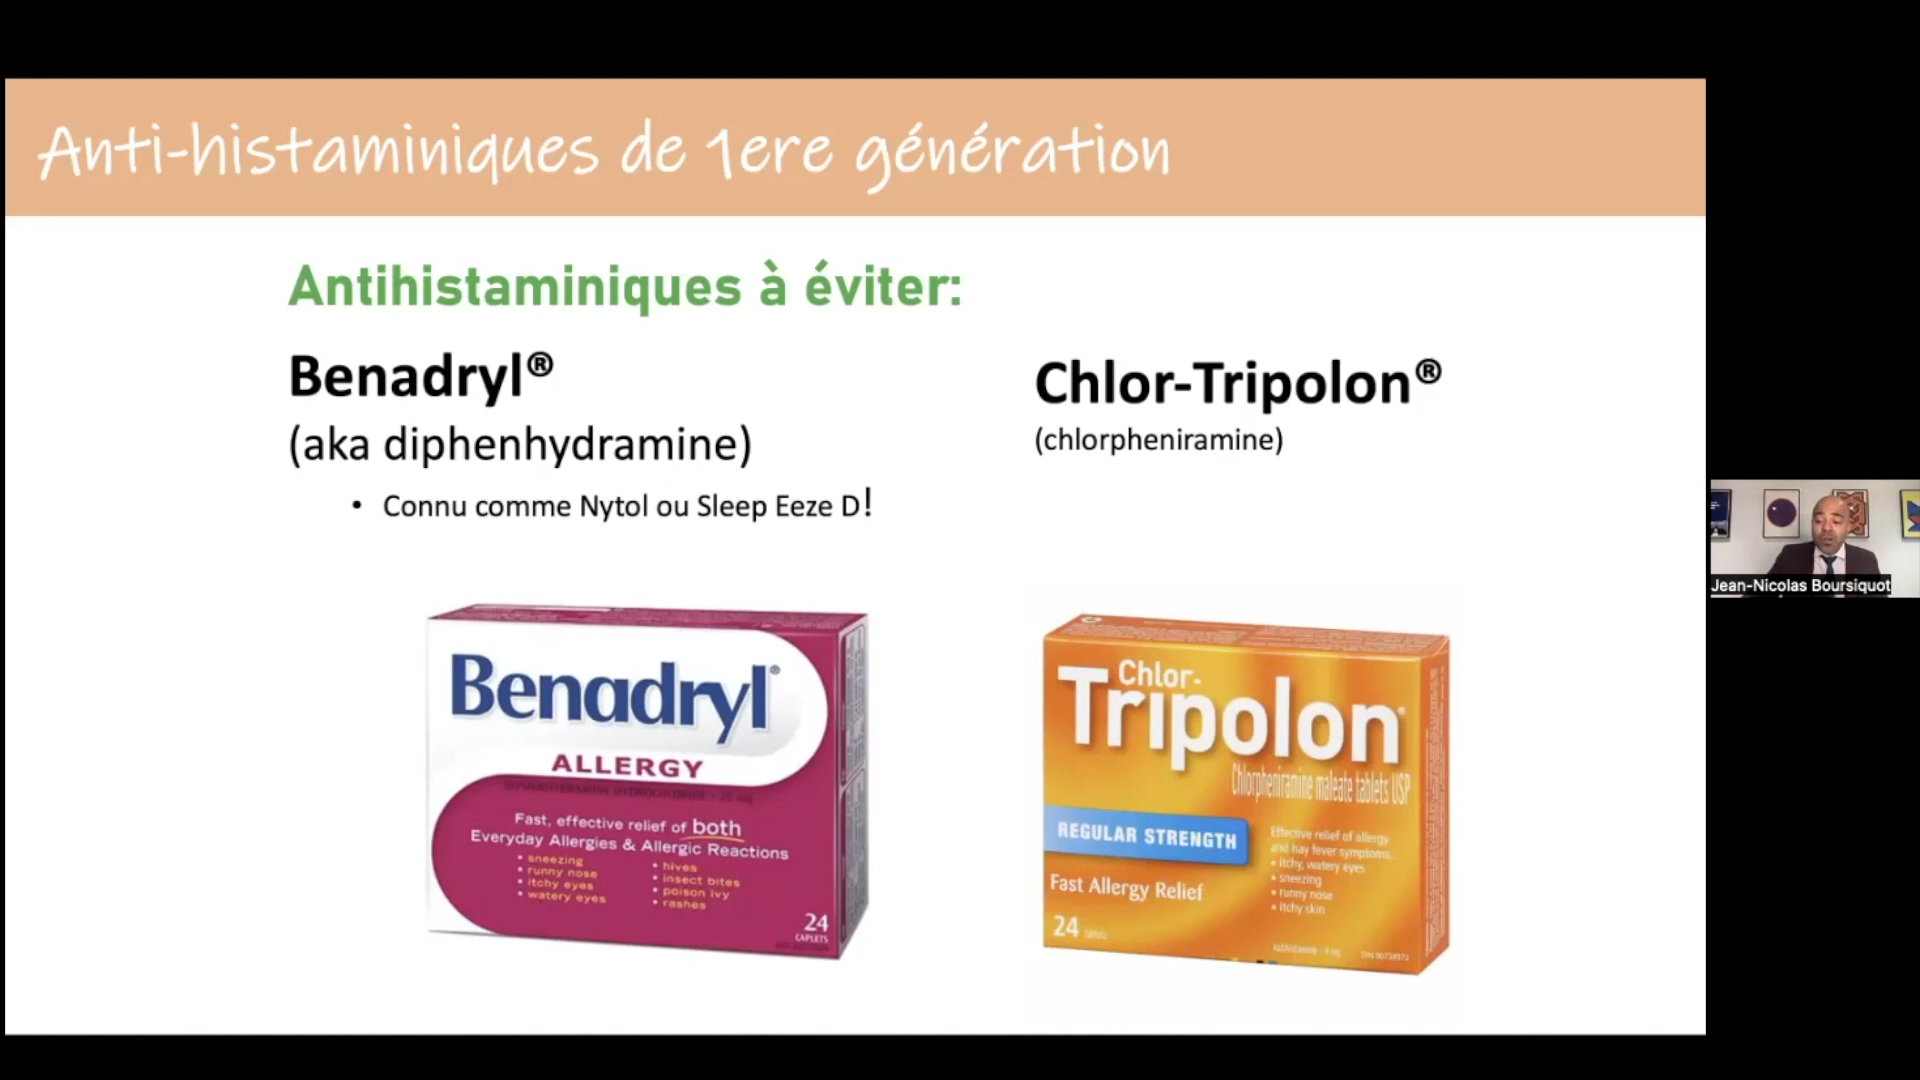 Anti-histaminiques de 1ere génération
Antihistaminiques à éviter:
Benadryl®
(aka diphenhydramine)
• Connu comme Nytol ou Sleep Eeze D!
Chlor-Tripolon®
(chlorpheniramine)
Benadryl®
ALLERGY
Fast, effective relief of both
Everyday Allergies & Allergic Reactions
• sneezing
• runny nose
• itchy eyes
• watery eyes
• hives
• insect bites
• poison ivy
• rashes
24
CAPLETS
Chlor-
Tripolon
Chlorpheniramine maleate tablets USP
REGULAR STRENGTH
Fast Allergy Relief
24
Effective relief of allergy
and hay fever symptoms...
• itchy, watery eyes
• sneezing
• runny nose
• itchy skin
Jean-Nicolas Boursiquot